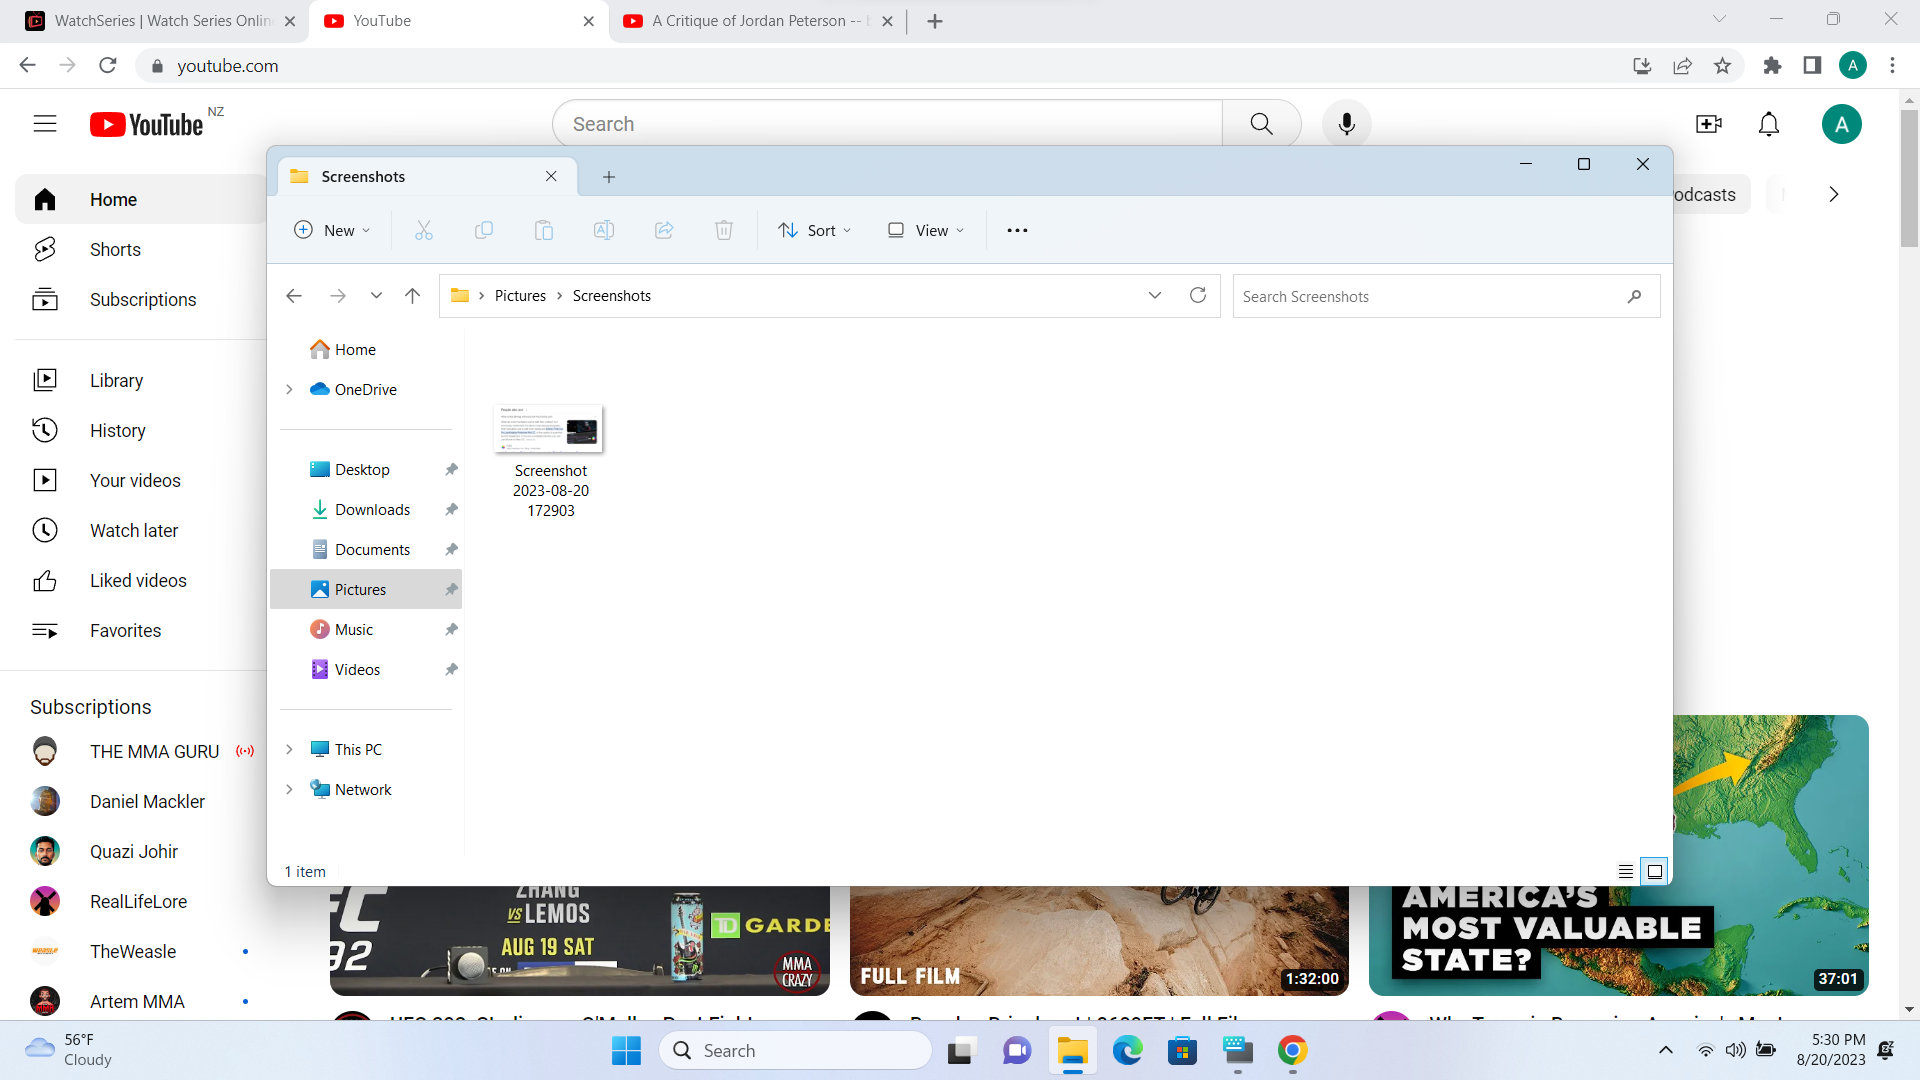 WatchSeries | Watch Series Onlin
YouTube
A Critique of Jordan Peterson --
youtube.com
A
YouTube NZ
Search
A
Home
Shorts
Subscriptions
Library
History
Your videos
Watch later
Liked videos
Favorites
Subscriptions
THE MMA GURU
Daniel Mackler
Quazi Johir
RealLifeLore
TheWeasle
Artem MMA
odcasts
Screenshots
New
Sort
View
Pictures
Screenshots
Search Screenshots
Home
OneDrive
Desktop
Downloads
Documents
Pictures
Music
Videos
This PC
Network
Screenshot
2023-08-20
172903
1 item
ZHANG
VS LEMOS
AUG 19 SAT
TD GARDE
MMA
CRAZY
FULL FILM
1:32:00
AMERICA'S
MOST VALUABLE
STATE?
37:01
56°F
Cloudy
Search
5:30 PM
8/20/2023